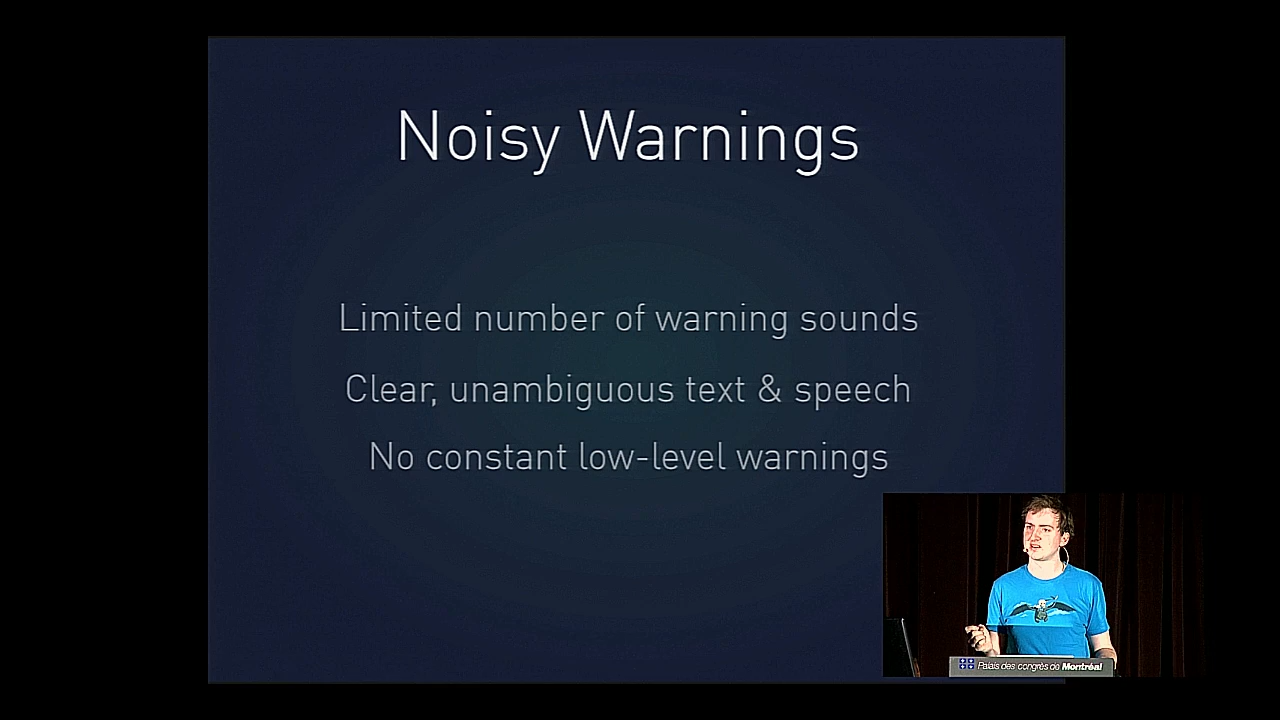 Noisy Warnings
Limited number of warning sounds
Clear, unambiguous text & speech
No constant low-level warnings
Palais des congrès de Montréal